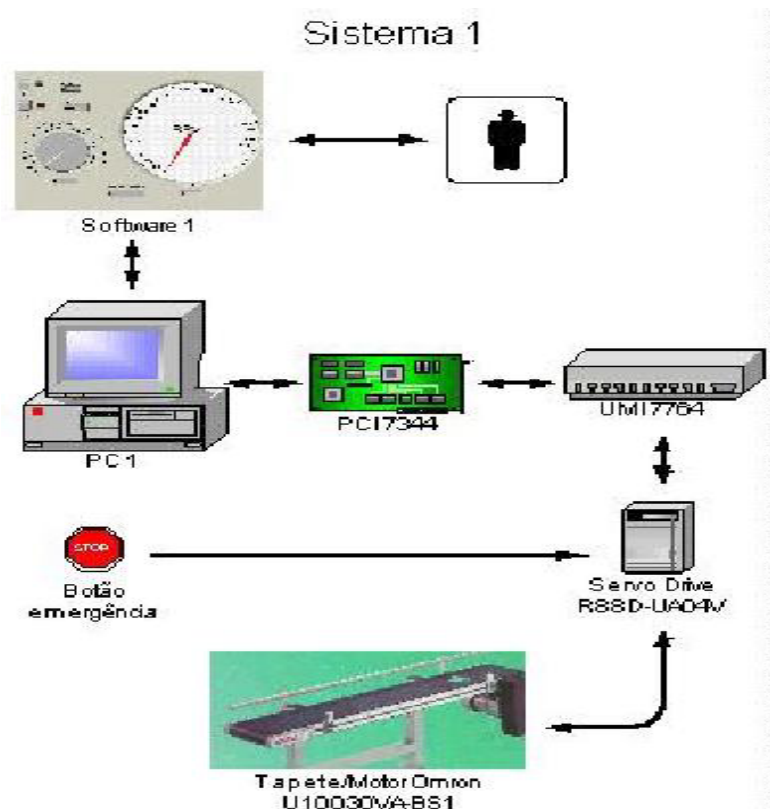 Sistema 1
Software 1
PC1
PCI7344
UMI7764
STOP
Botão
emergência
Servo Drive
R88D-UA04V
Tapete/Motor Omron
U10030VA-BS1